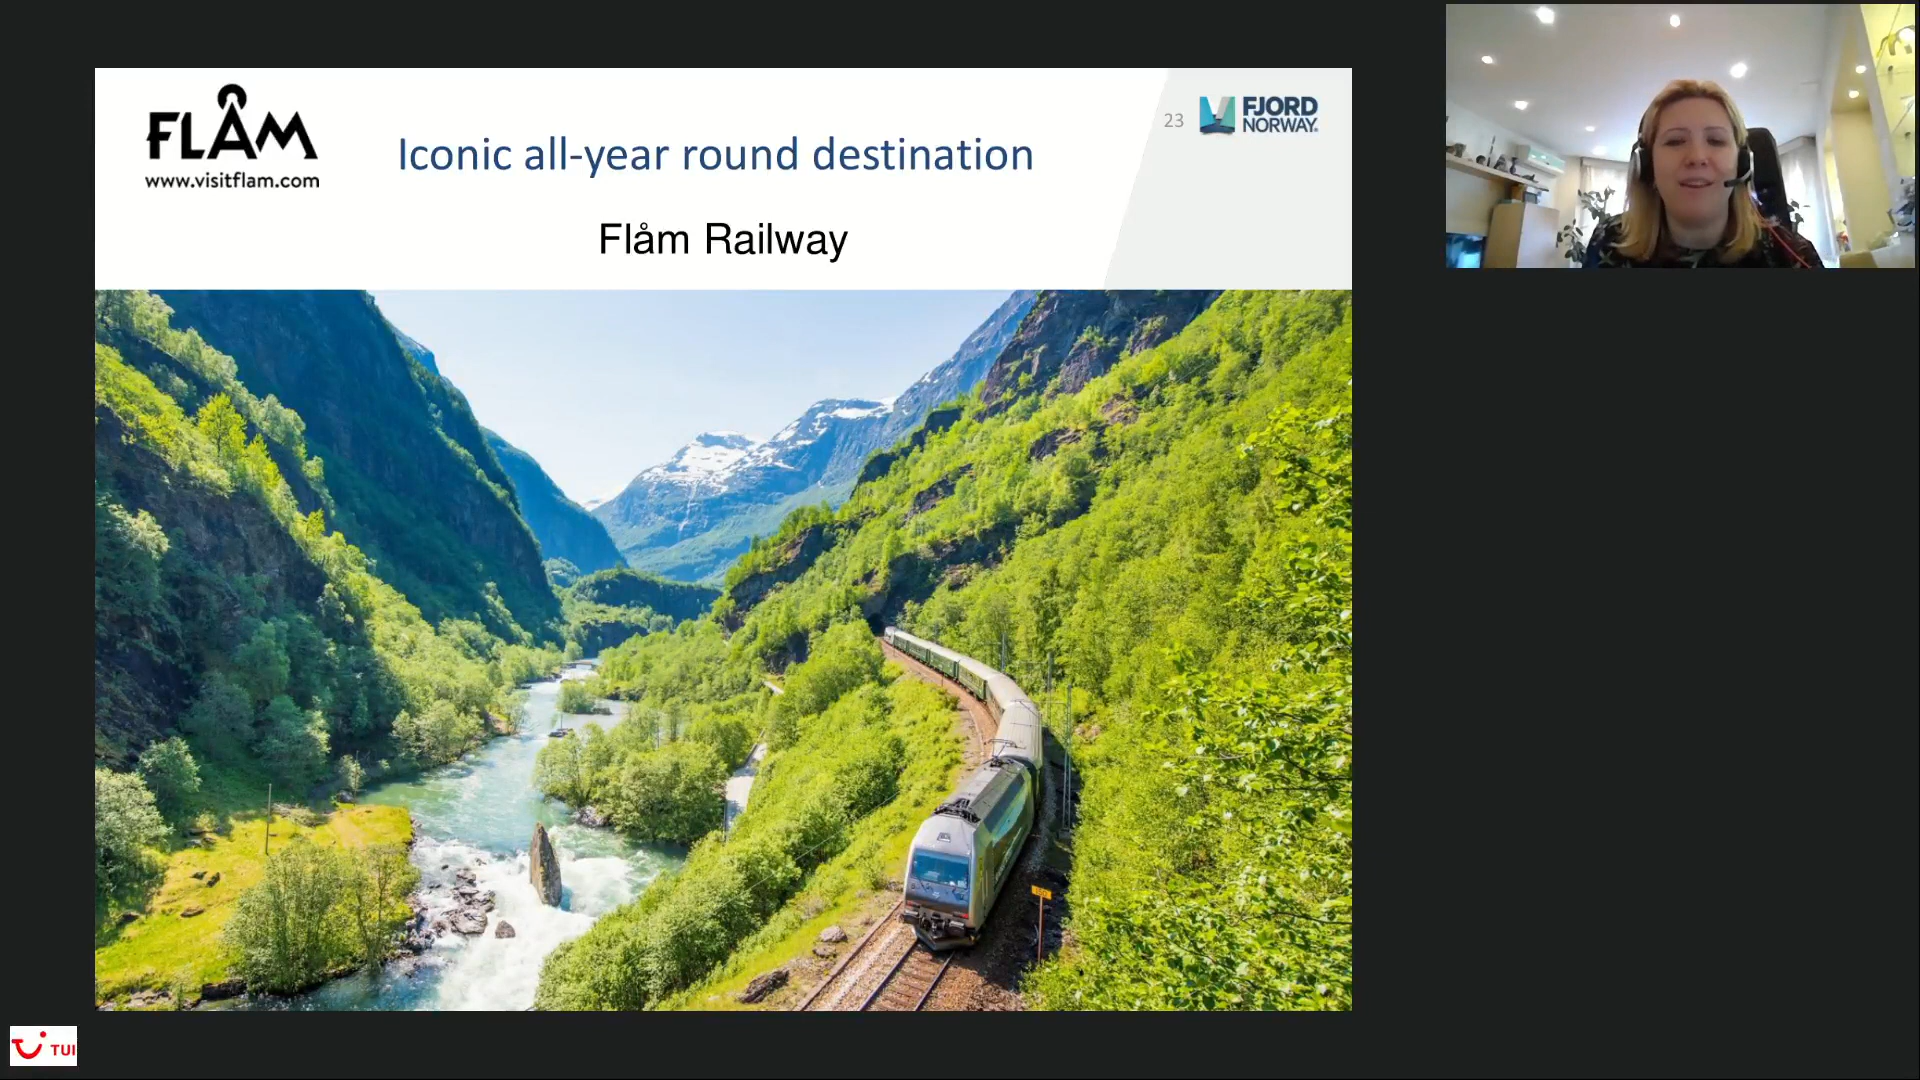 FLÅM
www.visitflam.com
Iconic all-year round destination
23
FJORD
NORWAY®
Flåm Railway
TUI